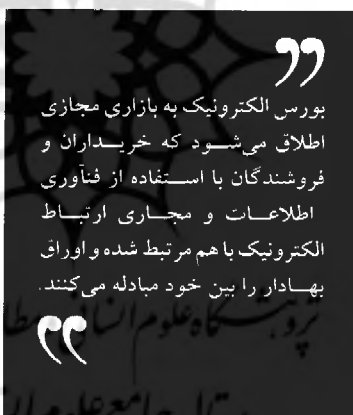 بورس الکترونیک به بازاری مجازی
اطلاق می‌شود که خریداران و
فروشندگان با استفاده از فنآوری
اطلاعات و مجاری ارتباط
الکترونیک با هم مرتبط شده و اوراق
بهادار را بین خود مبادله می‌کنند.